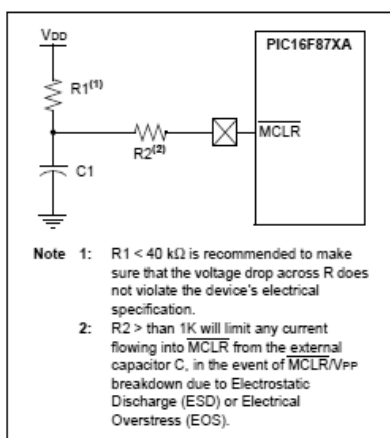 VDD
PIC16F87XA
R1(1)
MCLR
R2(2)
C1
Note 1: R1 < 40 kΩ is recommended to make
sure that the voltage drop across R does
not violate the device's electrical
specification.
2: R2 > than 1K will limit any current
flowing into MCLR from the external
capacitor C, in the event of MCLR/VPP
breakdown due to Electrostatic
Discharge (ESD) or Electrical
Overstress (EOS).